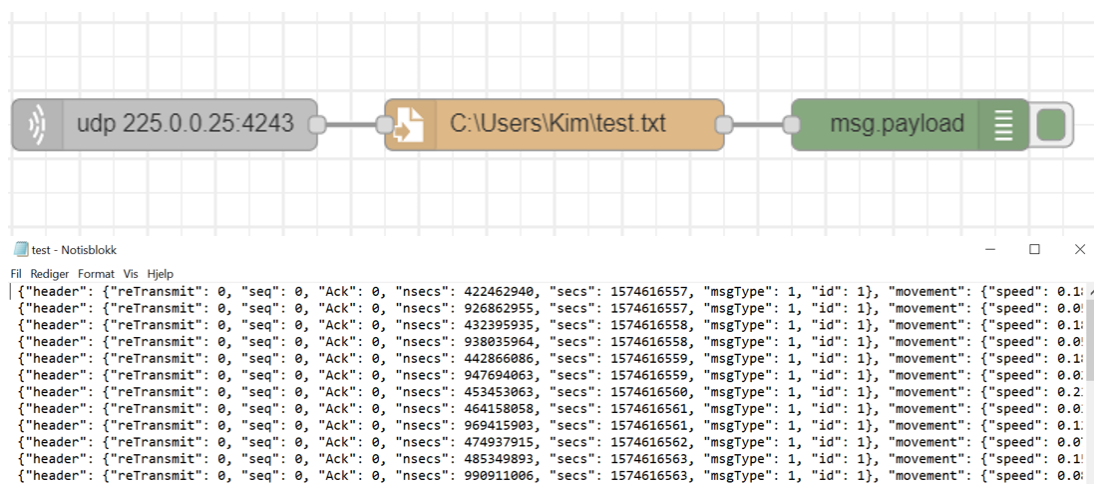 udp 225.0.0.25:4243
C:\Users\Kim\test.txt
msg.payload
test - Notisblokk
Fil Rediger Format Vis Hjelp
{"header": {"reTransmit": 0, "seq": 0, "Ack": 0, "nsecs": 422462940, "secs": 1574616557, "msgType": 1, "id": 1}, "movement": {"speed": 0.18
{"header": {"reTransmit": 0, "seq": 0, "Ack": 0, "nsecs": 926862955, "secs": 1574616557, "msgType": 1, "id": 1}, "movement": {"speed": 0.05
{"header": {"reTransmit": 0, "seq": 0, "Ack": 0, "nsecs": 432395935, "secs": 1574616558, "msgType": 1, "id": 1}, "movement": {"speed": 0.18
{"header": {"reTransmit": 0, "seq": 0, "Ack": 0, "nsecs": 938035964, "secs": 1574616558, "msgType": 1, "id": 1}, "movement": {"speed": 0.05
{"header": {"reTransmit": 0, "seq": 0, "Ack": 0, "nsecs": 442866086, "secs": 1574616559, "msgType": 1, "id": 1}, "movement": {"speed": 0.18
{"header": {"reTransmit": 0, "seq": 0, "Ack": 0, "nsecs": 947694063, "secs": 1574616559, "msgType": 1, "id": 1}, "movement": {"speed": 0.0
{"header": {"reTransmit": 0, "seq": 0, "Ack": 0, "nsecs": 453453063, "secs": 1574616560, "msgType": 1, "id": 1}, "movement": {"speed": 0.2
{"header": {"reTransmit": 0, "seq": 0, "Ack": 0, "nsecs": 464158058, "secs": 1574616561, "msgType": 1, "id": 1}, "movement": {"speed": 0.0
{"header": {"reTransmit": 0, "seq": 0, "Ack": 0, "nsecs": 969415903, "secs": 1574616561, "msgType": 1, "id": 1}, "movement": {"speed": 0.1
{"header": {"reTransmit": 0, "seq": 0, "Ack": 0, "nsecs": 474937915, "secs": 1574616562, "msgType": 1, "id": 1}, "movement": {"speed": 0.0
{"header": {"reTransmit": 0, "seq": 0, "Ack": 0, "nsecs": 485349893, "secs": 1574616563, "msgType": 1, "id": 1}, "movement": {"speed": 0.1
{"header": {"reTransmit": 0, "seq": 0, "Ack": 0, "nsecs": 990911006, "secs": 1574616563, "msgType": 1, "id": 1}, "movement": {"speed": 0.08